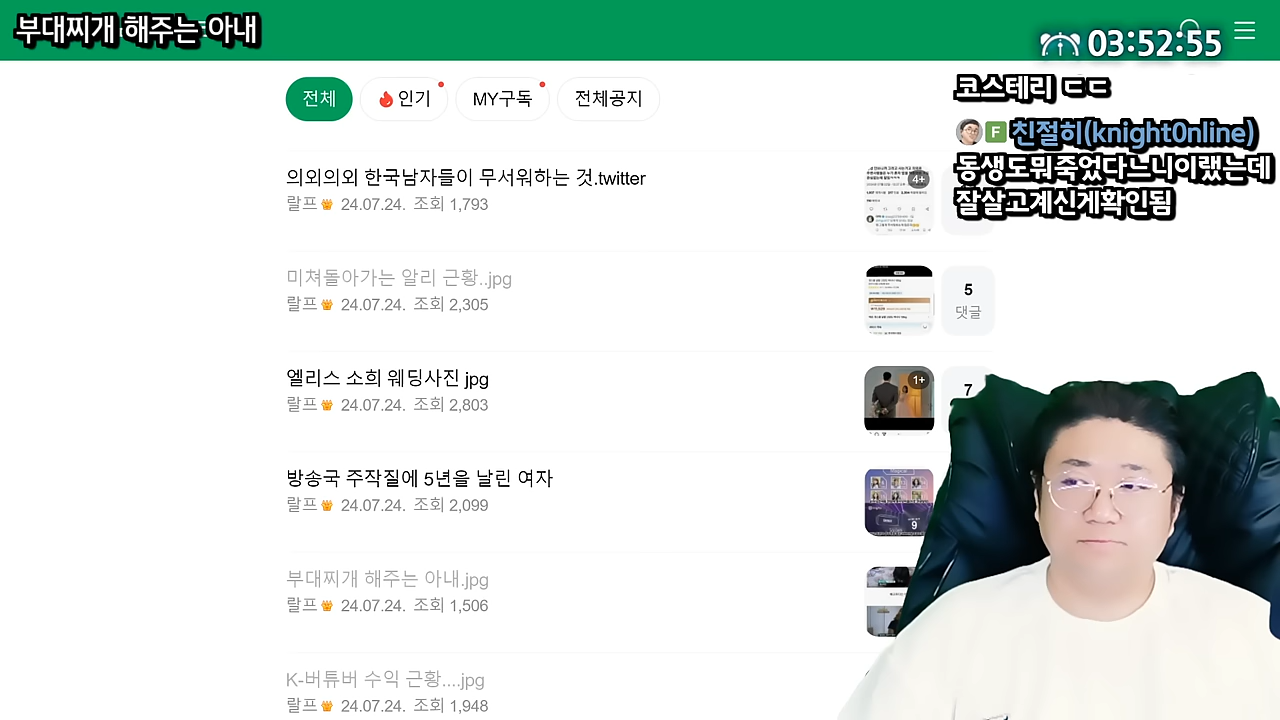 부대찌개 해주는 아내
03:52:55
전체
인기
MY구독
전체공지
코스테리 ㄷㄷ
F 친절히(knight0nline)
동생도뭐죽었다느니이랬는데
잘살고계신게확인됨
의외의외 한국남자들이 무서워하는 것.twitter
랄프 24.07.24. 조회 1,795
4+
미쳐돌아가는 알리 근황..jpg
랄프 24.07.24. 조회 2,905
5
댓글
엘리스 소희 웨딩사진 jpg
랄프 24.07.24. 조회 2,803
1+
7
방송국 주작질에 5년을 날린 여자
랄프 24.07.24. 조회 2,099
9
부대찌개 해주는 아내.jpg
랄프 24.07.24. 조회 1,506
K-버튜버 수익 근황....jpg
랄프 24.07.24. 조회 1,948